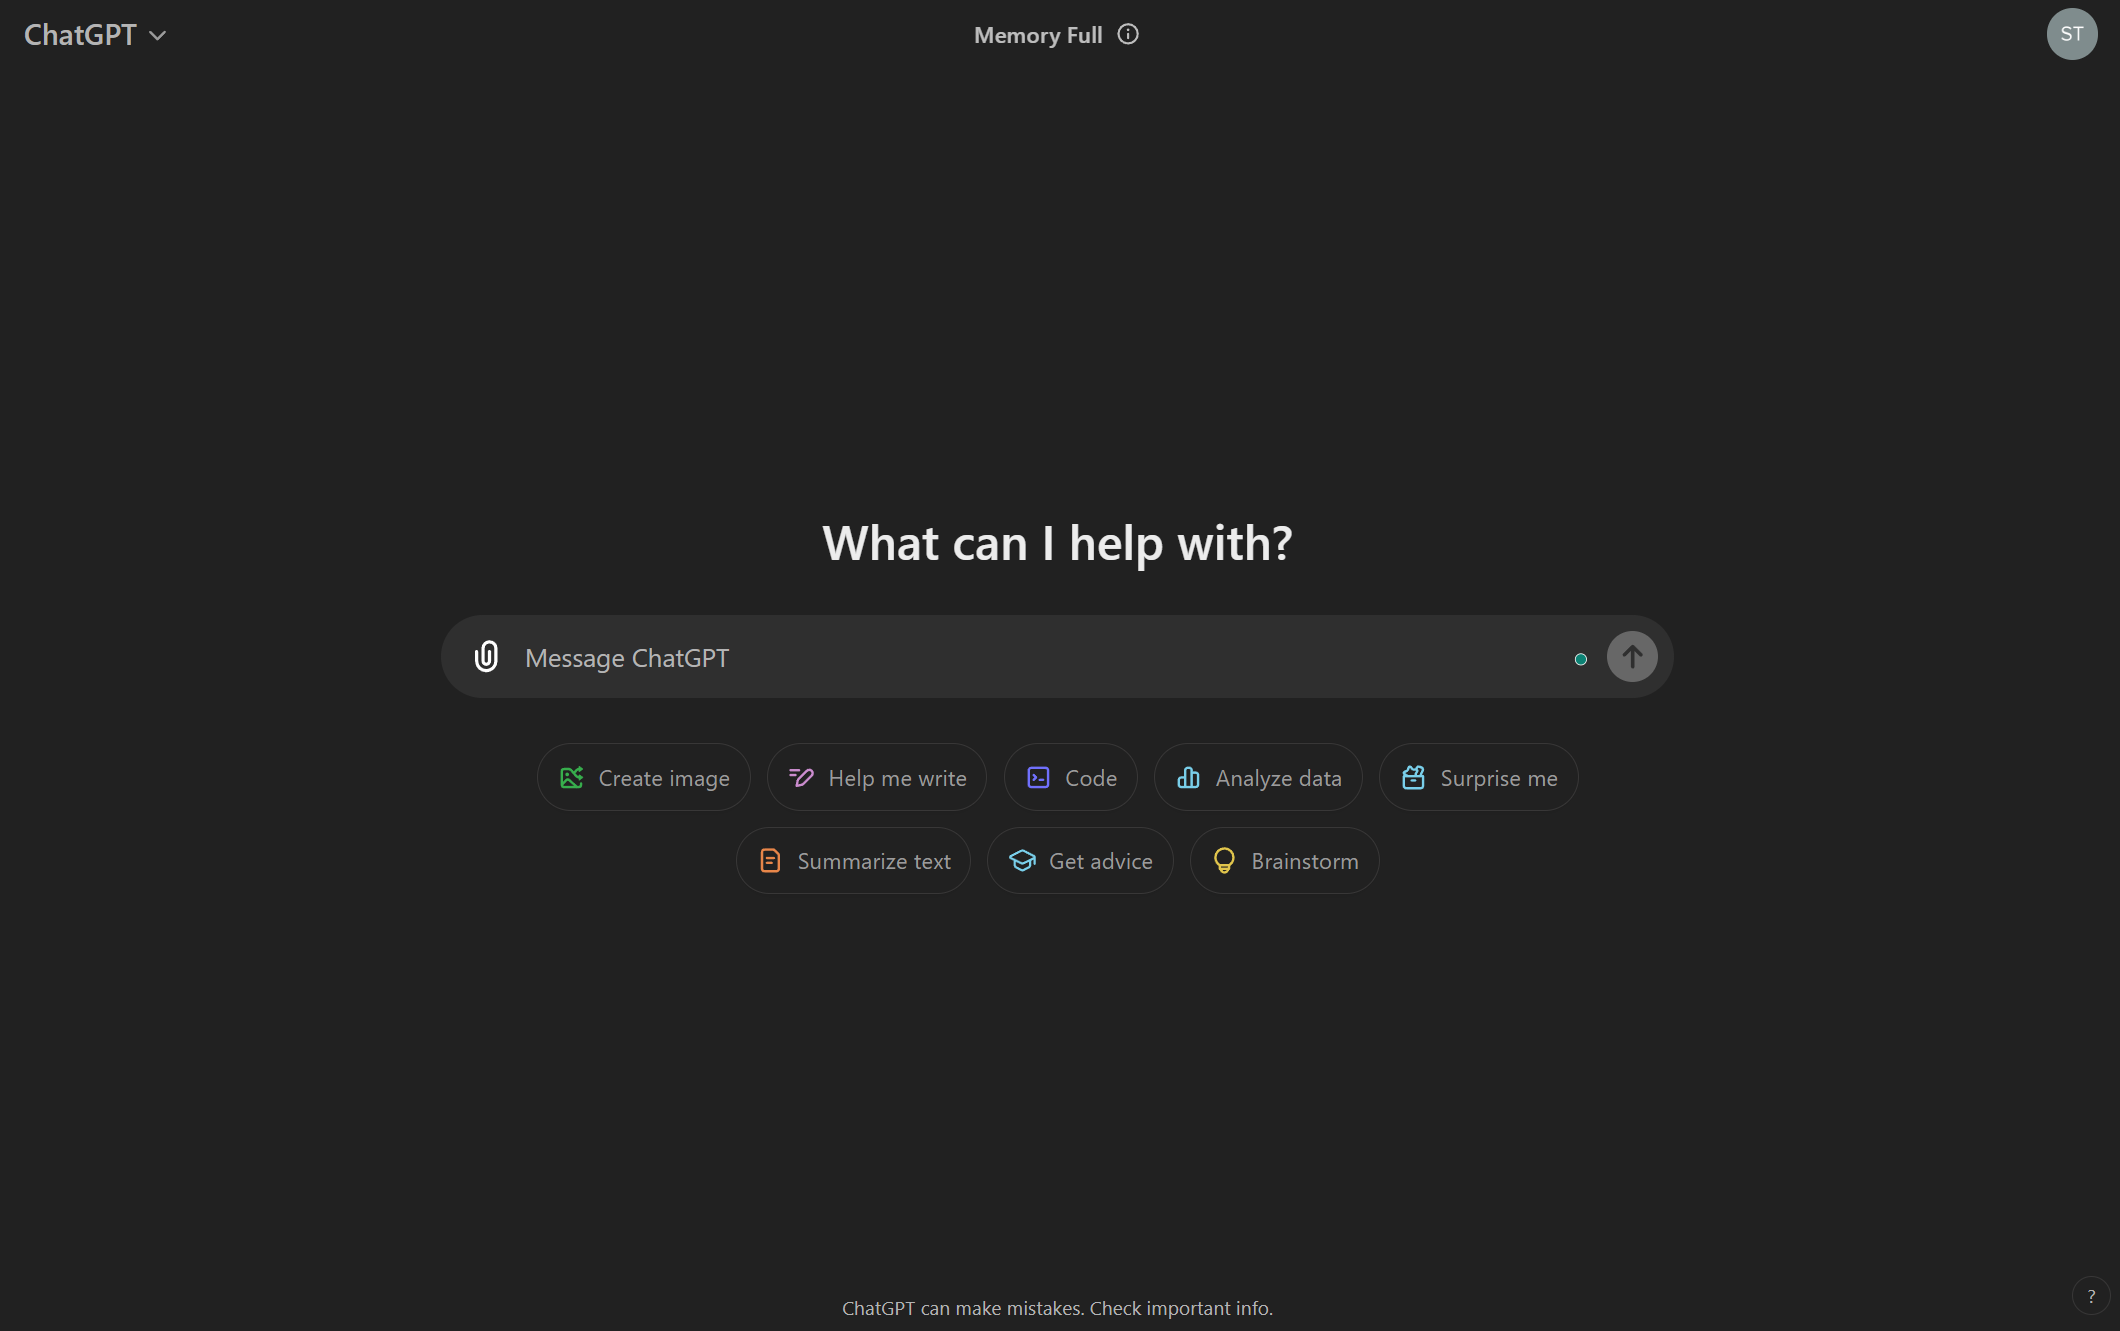 ChatGPT
Memory Full
ST
What can I help with?
Message ChatGPT
Create image
Help me write
Code
Analyze data
Surprise me
Summarize text
Get advice
Brainstorm
ChatGPT can make mistakes. Check important info.
?